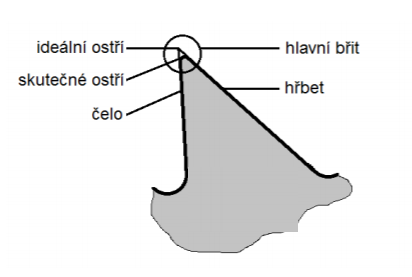 ideální ostří
hlavní břit
skutečné ostří
hřbet
čelo